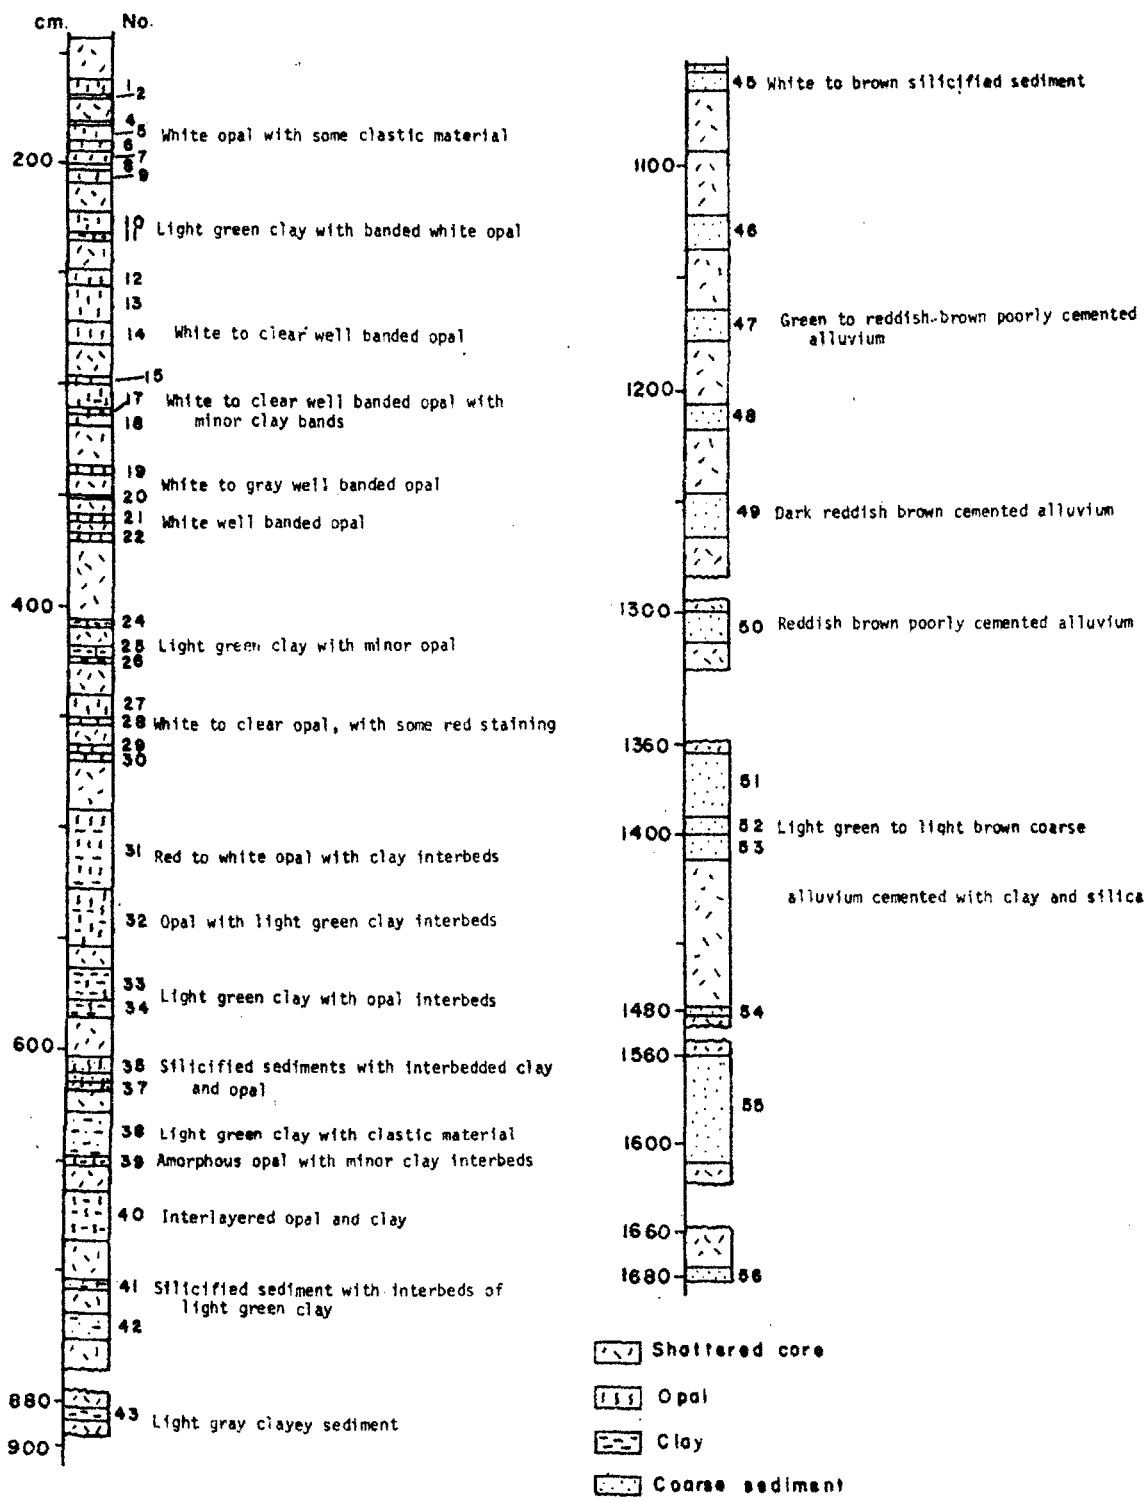 cm. No.
1
2
4
5
White opal with some clastic material
6
200
7
8
9
10
11
Light green clay with banded white opal
12
13
14 White to clear well banded opal
15
17 White to clear well banded opal with
18 minor clay bands
19
White to gray well banded opal
20
21
White well banded opal
22
400
24
25 Light green clay with minor opal
26
27
28 White to clear opal, with some red staining
29
30
31 Red to white opal with clay interbeds
32 Opal with light green clay interbeds
33
Light green clay with opal interbeds
34
600
35 Silicified sediments with interbedded clay
37 and opal
38 Light green clay with clastic material
39 Amorphous opal with minor clay interbeds
40 Interlayered opal and clay
41 Silicified sediment with interbeds of
light green clay
42
880
43 Light gray clayey sediment
900
45 White to brown silicified sediment
1100
46
47 Green to reddish-brown poorly cemented
alluvium
1200
48
49 Dark reddish brown cemented alluvium
1300
50 Reddish brown poorly cemented alluvium
1360
51
52 Light green to light brown coarse
1400
53
alluvium cemented with clay and silica
1480
54
1560
55
1600
1660
1680
56
Shattered core
Opal
Clay
Coarse sediment